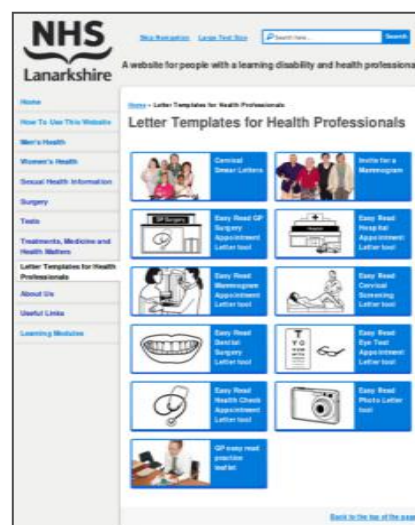 NHS
Lanarkshire
Skip Navigation Large Text Size Search here... Search
A website for people with a learning disability and health professiona
Home
How To Use This Website
Men's Health
Women's Health
Sexual Health Information
Surgery
Tests
Treatments, Medicine and
Health Matters
Letter Templates for Health
Professionals
About Us
Useful Links
Learning Modules
Home » Letter Templates for Health Professionals
Letter Templates for Health Professionals
Cervical
Smear Letters
Invite for a
Mammogram
GP Surgery
Easy Read GP
Surgery
Appointment
Letter tool
Hospital
Easy Read
Hospital
Appointment
Letter tool
Easy Read
Mammogram
Appointment
Letter tool
Easy Read
Cervical
Screening
Letter tool
Easy Read
Dental
Surgery
Letter tool
Easy Read
Eye Test
Appointment
Letter tool
Easy Read
Health Check
Appointment
Letter tool
Easy Read
Photo Letter
tool
GP easy read
practice
leaflet
Back to the top of the page